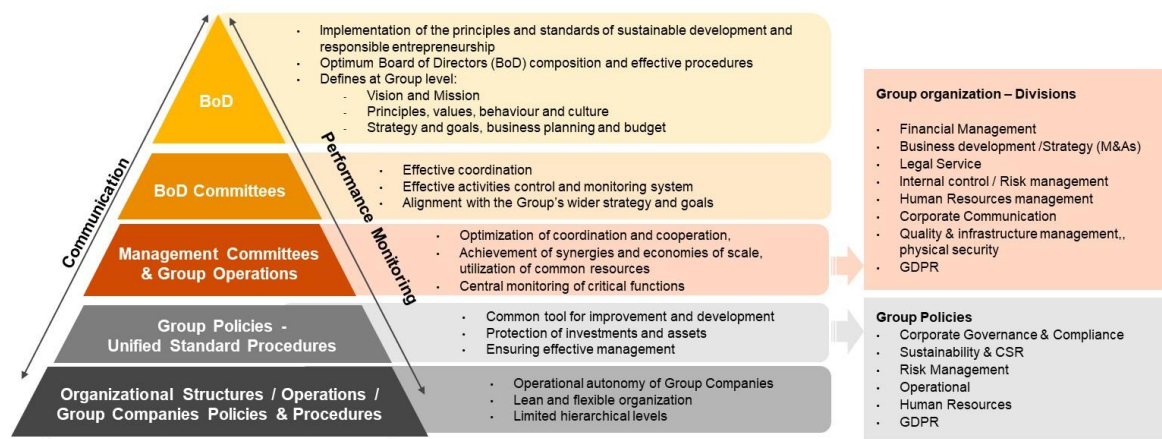 BoD
• Implementation of the principles and standards of sustainable development and
responsible entrepreneurship
• Optimum Board of Directors (BoD) composition and effective procedures
• Defines at Group level:
- Vision and Mission
- Principles, values, behaviour and culture
- Strategy and goals, business planning and budget
Communication
Performance Monitoring
BoD Committees
• Effective coordination
• Effective activities control and monitoring system
• Alignment with the Group's wider strategy and goals
Management Committees
& Group Operations
• Optimization of coordination and cooperation,
• Achievement of synergies and economies of scale,
utilization of common resources
• Central monitoring of critical functions
Group Policies -
Unified Standard Procedures
• Common tool for improvement and development
• Protection of investments and assets
• Ensuring effective management
Organizational Structures / Operations /
Group Companies Policies & Procedures
• Operational autonomy of Group Companies
• Lean and flexible organization
• Limited hierarchical levels
Group organization – Divisions
• Financial Management
• Business development /Strategy (M&As)
• Legal Service
• Internal control / Risk management
• Human Resources management
• Corporate Communication
• Quality & infrastructure management,,
physical security
• GDPR
Group Policies
• Corporate Governance & Compliance
• Sustainability & CSR
• Risk Management
• Operational
• Human Resources
• GDPR